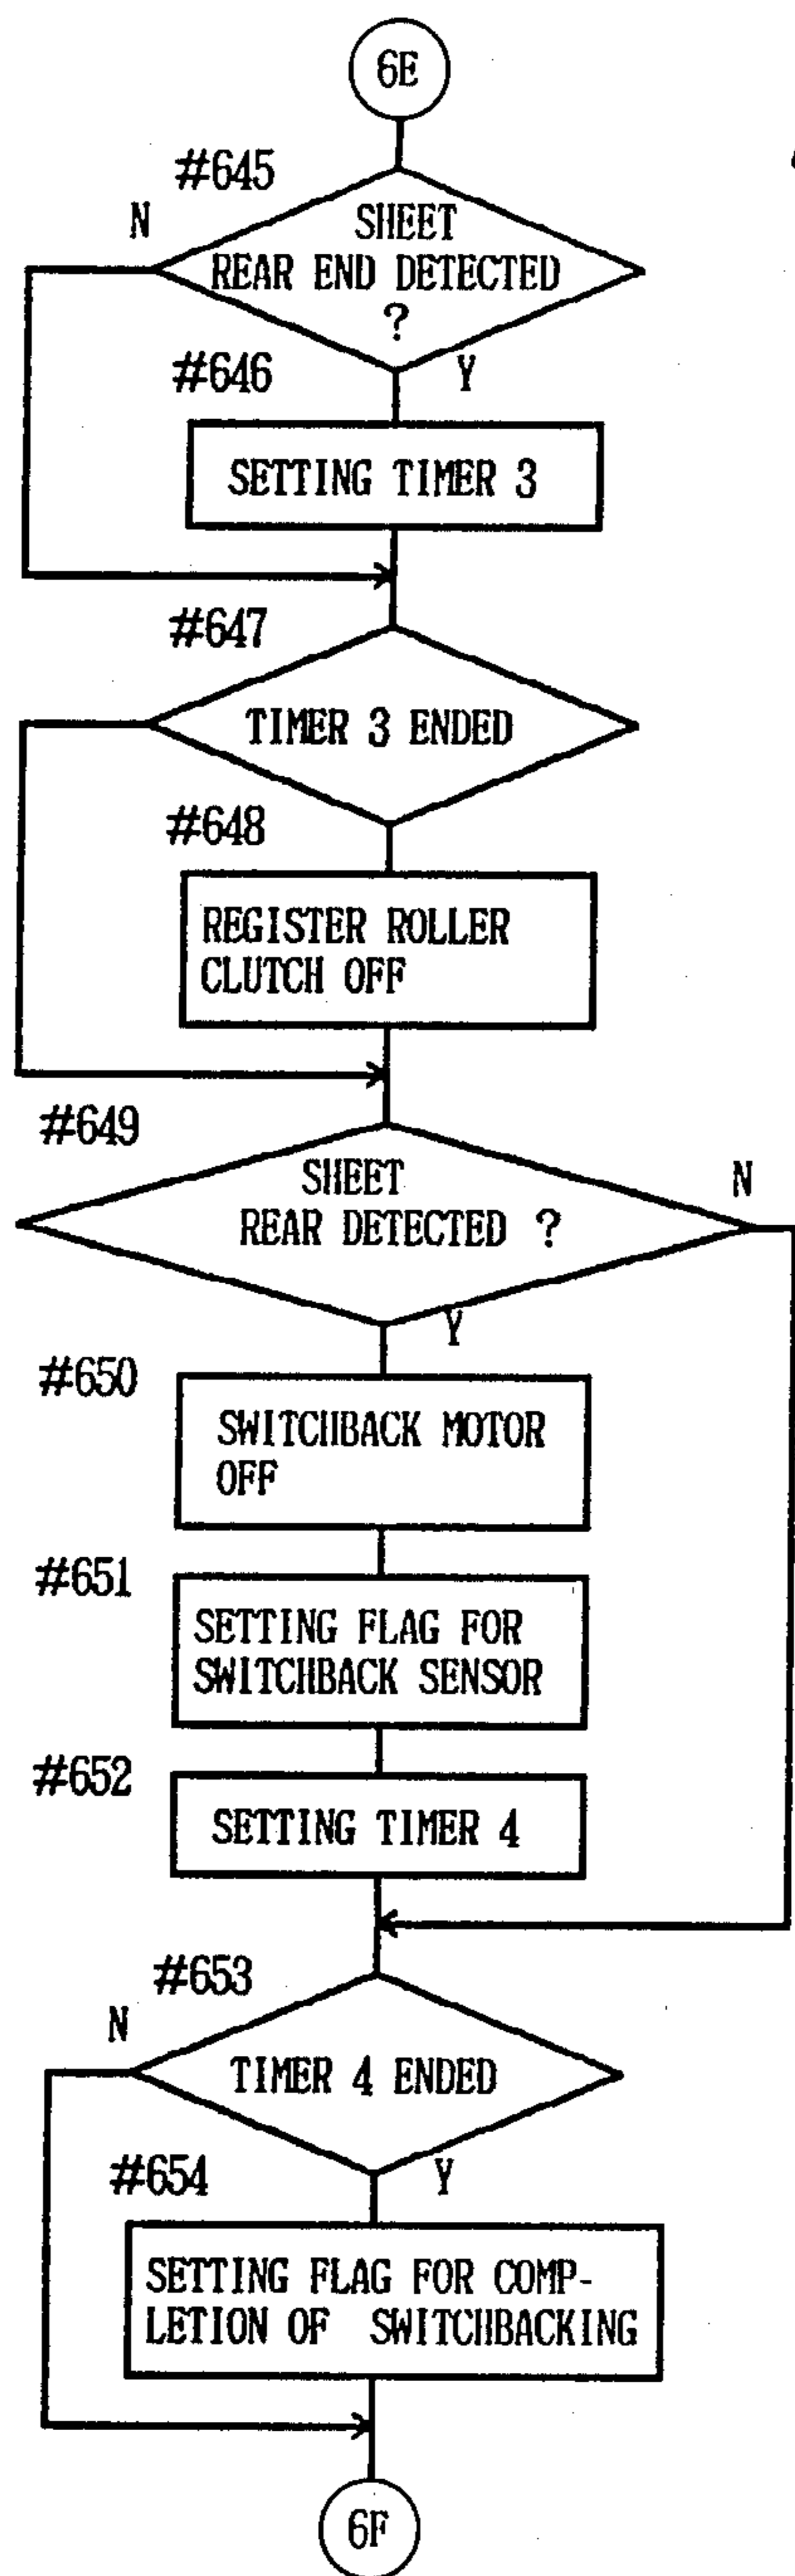 6E
#645
N
SHEET
REAR END DETECTED
?
#646
Y
SETTING TIMER 3
#647
TIMER 3 ENDED
#648
REGISTER ROLLER
CLUTCH OFF
#649
SHEET
N
REAR DETECTED ?
Y
#650
SWITCHBACK MOTOR
OFF
#651
SETTING FLAG FOR
SWITCHBACK SENSOR
#652
SETTING TIMER 4
#653
N
TIMER 4 ENDED
#654
Y
SETTING FLAG FOR COMP-
LETION OF SWITCHBACKING
6F